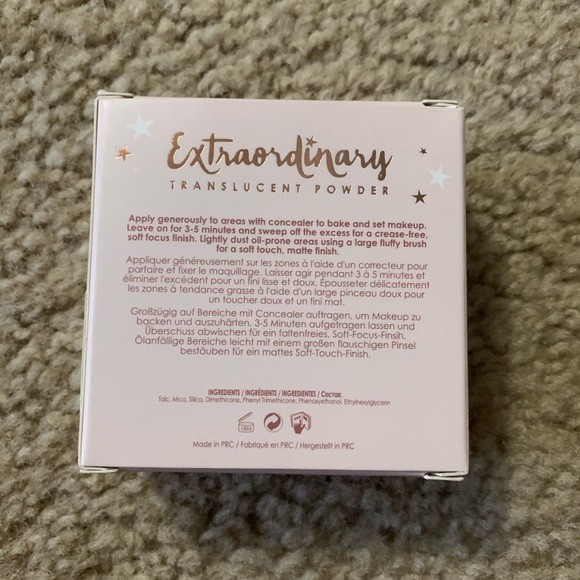 Extraordinary
TRANSLUCENT POWDER
Apply generously to areas with concealer to bake and set makeup.
Leave on for 3-5 minutes and sweep off the excess for a crease-free,
soft focus finish. Lightly dust oil-prone areas using a large fluffy brush
for a soft touch, matte finish.
Appliquer généreusement sur les zones à l'aide d'un correcteur pour
parfaire et fixer le maquillage. Laisser agir pendant 3 à 5 minutes et
éliminer l'excédent pour un fini lisse et doux. Épousseter délicatement
les zones à tendance grasse à l'aide d'un large pinceau doux pour
un toucher doux et un fini mat.
Großzügig auf Bereiche mit Concealer auftragen, um Makeup zu
backen und auszuhärten. 3-5 Minuten aufgetragen lassen und
Überschuss abwischen für ein faltenfreies. Soft-Focus-Finsih.
Ölanfällige Bereiche leicht mit einem großen flauschigen Pinsel
bestäuben für ein mattes Soft-Touch-Finish.
INGREDIENTS / INGRÉDIENTS / INGREDIENTES / Состав:
Talc, Mica, Silica, Dimethicone, Phenyl Trimethicone, Phenoxyethanol, Ethylhexylglycerin
18M
Made in PRC / Fabriqué en PRC / Hergestellt in PRC